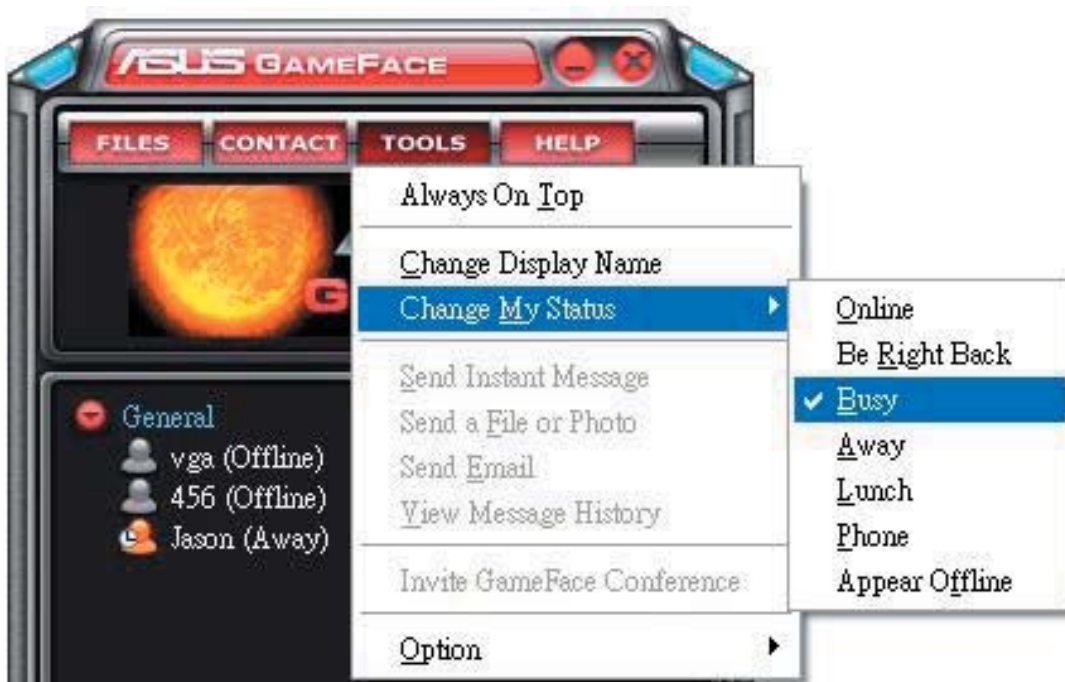 ASUS GAMEFACE
FILES CONTACT TOOLS HELP
G
Always On Top
Change Display Name
Change My Status
Send Instant Message
Send a File or Photo
Send Email
View Message History
Invite GameFace Conference
Option
Online
Be Right Back
Busy
Away
Lunch
Phone
Appear Offline
General
vga (Offline)
456 (Offline)
Jason (Away)